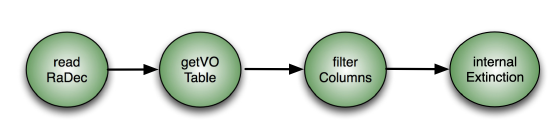 read
RaDec
getVO
Table
filter
Columns
internal
Extinction